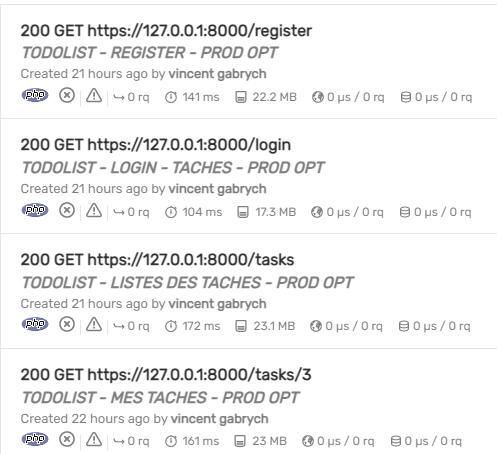 200 GET https://127.0.0.1:8000/register
TODOLIST - REGISTER - PROD OPT
Created 21 hours ago by vincent gabrych
php 0 rq 141 ms 22.2 MB 0 µs / 0 rq 0 µs / 0 rq
200 GET https://127.0.0.1:8000/login
TODOLIST - LOGIN - TACHES - PROD OPT
Created 21 hours ago by vincent gabrych
php 0 rq 104 ms 17.3 MB 0 µs / 0 rq 0 µs / 0 rq
200 GET https://127.0.0.1:8000/tasks
TODOLIST - LISTES DES TACHES - PROD OPT
Created 21 hours ago by vincent gabrych
php 0 rq 172 ms 23.1 MB 0 µs / 0 rq 0 µs / 0 rq
200 GET https://127.0.0.1:8000/tasks/3
TODOLIST - MES TACHES - PROD OPT
Created 22 hours ago by vincent gabrych
php 0 rq 161 ms 23 MB 0 µs / 0 rq 0 µs / 0 rq